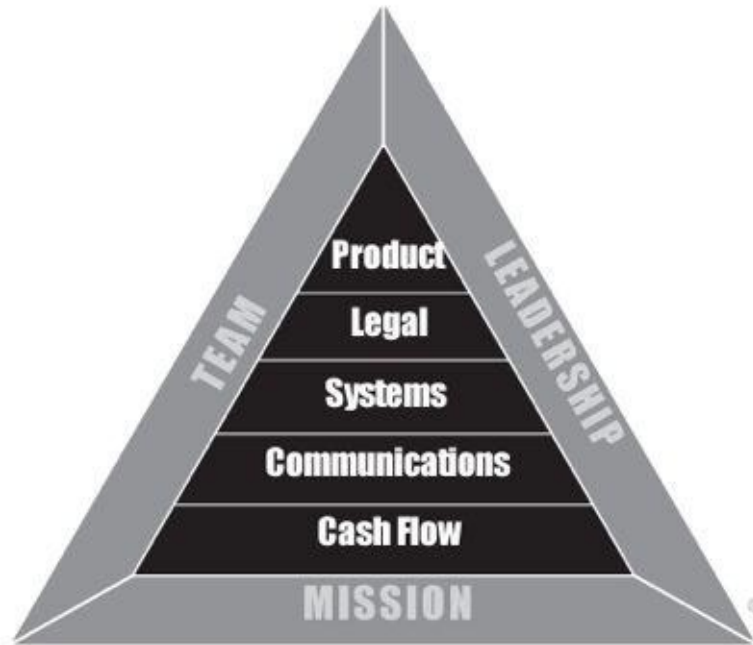 Product
TEAM
LEADERSHIP
Legal
Systems
Communications
Cash Flow
MISSION